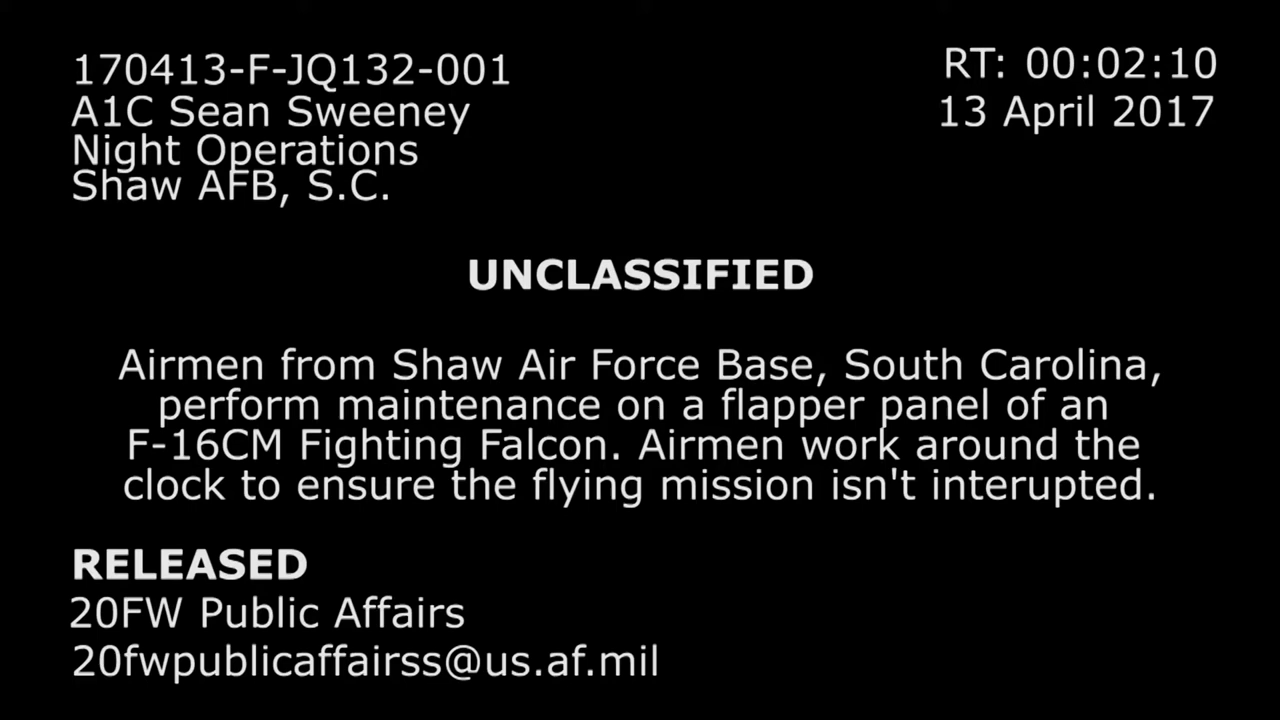 170413-F-JQ132-001
RT: 00:02:10
A1C Sean Sweeney
13 April 2017
Night Operations
Shaw AFB, S.C.
UNCLASSIFIED
Airmen from Shaw Air Force Base, South Carolina,
perform maintenance on a flapper panel of an
F-16CM Fighting Falcon. Airmen work around the
clock to ensure the flying mission isn't interupted.
RELEASED
20FW Public Affairs
20fwpublicaffairss@us.af.mil